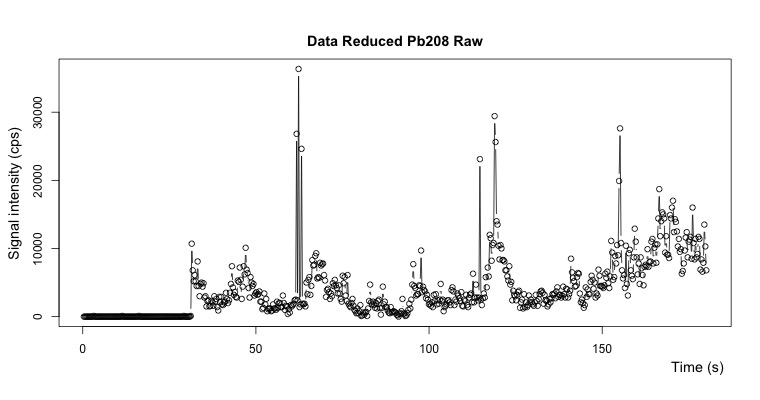 Data Reduced Pb208 Raw
Signal intensity (cps)
30000
20000
10000
0
0 50 100 150
Time (s)